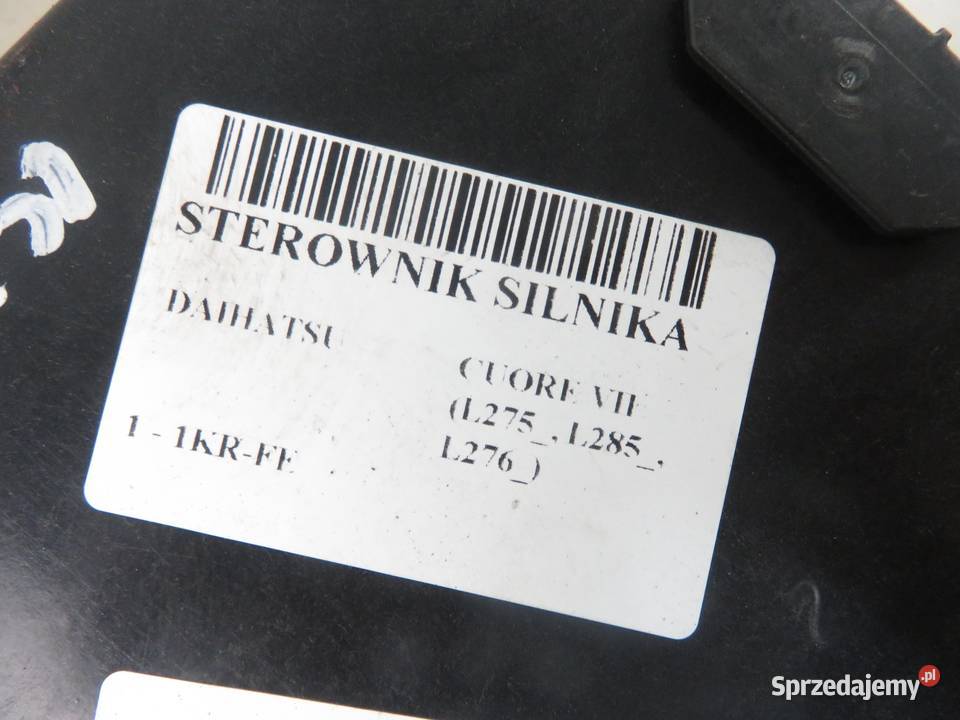 STEROWNIK SILNIKA
DAIHATSU
CUORE VII
(L275_, L285_,
L276_)
1 - 1KR-FE
Sprzedajemy.pl